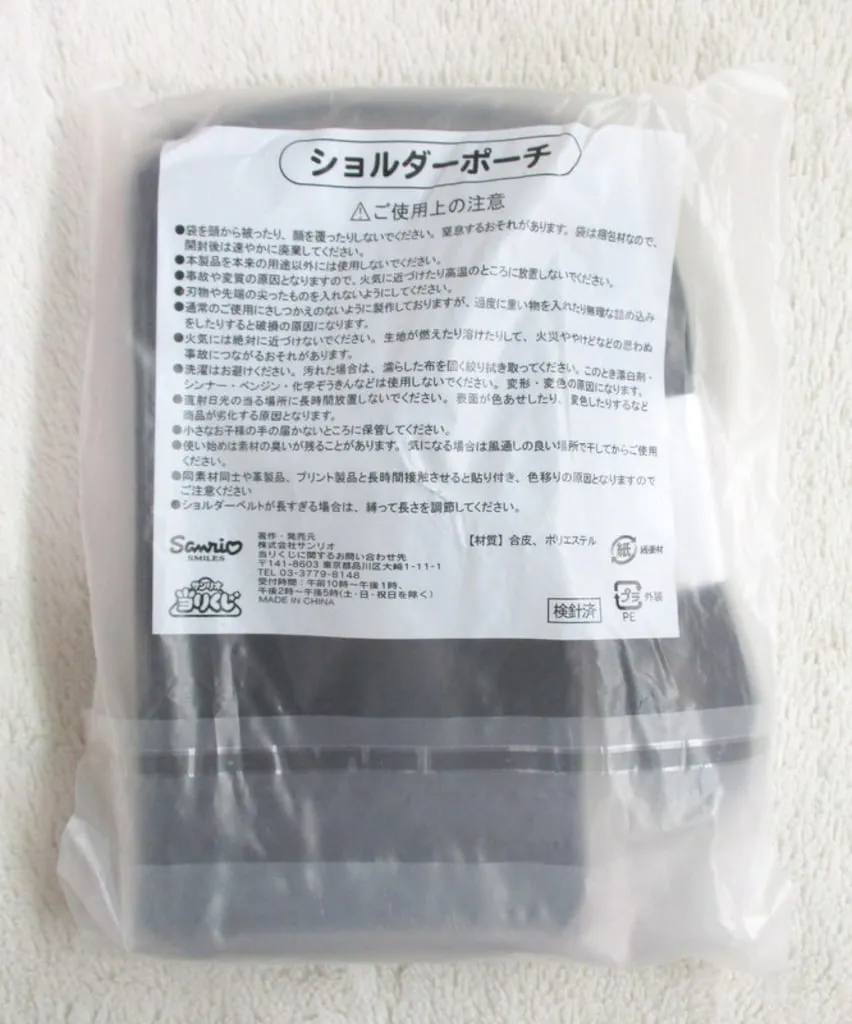 ショルダーポーチ
⚠ご使用上の注意
●袋を頭から被ったり、顔を覆ったりしないでください。窒息するおそれがあります。袋は梱包材なので、
開封後は速やかに廃棄してください。
●本製品を本来の用途以外には使用しないでください。
●事故や変質の原因となりますので、火気に近づけたり高温のところに放置しないでください。
●刃物や先端の尖ったものを入れないようにしてください。
●通常のご使用にさしつかえのないように製作しておりますが、過度に重い物を入れたり無理な詰め込み
をしたりすると破損の原因になります。
●火気には絶対に近づけないでください。生地が燃えたり溶けたりして、火災ややけどなどの思わぬ
事故につながるおそれがあります。
●洗濯はお避けください。汚れた場合は、濡らした布を固く絞り拭き取ってください。このとき漂白剤・
シンナー・ベンジン・化学ぞうきんなどは使用しないでください。変形・変色の原因になります。
●直射日光の当る場所に長時間放置しないでください。表面が色あせしたり、変色したりするなど
商品が劣化する原因となります。
●小さなお子様の手の届かないところに保管してください。
●使い始めは素材の臭いが残ることがあります。気になる場合は風通しの良い場所で干してからご使用
ください。
●同素材同士や革製品、プリント製品と長時間接触させると貼り付き、色移りの原因となりますので
ご注意ください
●ショルダーベルトが長すぎる場合は、縛って長さを調節してください。
Sanrio
SMILES
サンリオ
当りくじ
著作・発売元
株式会社サンリオ
当りくじに関するお問い合わせ先
〒141-8603 東京都品川区大崎1-11-1
TEL 03-3779-8148
受付時間：午前10時〜午後1時、
午後2時〜午後5時(土・日・祝日を除く)
MADE IN CHINA
【材質】合皮、ポリエステル
紙
検針済
プラ 外装
PE